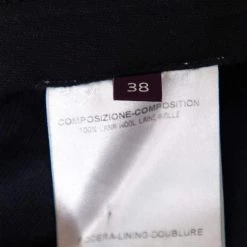 38
COMPOSIZIONE-COMPOSITION
100% LANA WOOL LAINE WOLLE
FODERA-LINING-DOUBLURE